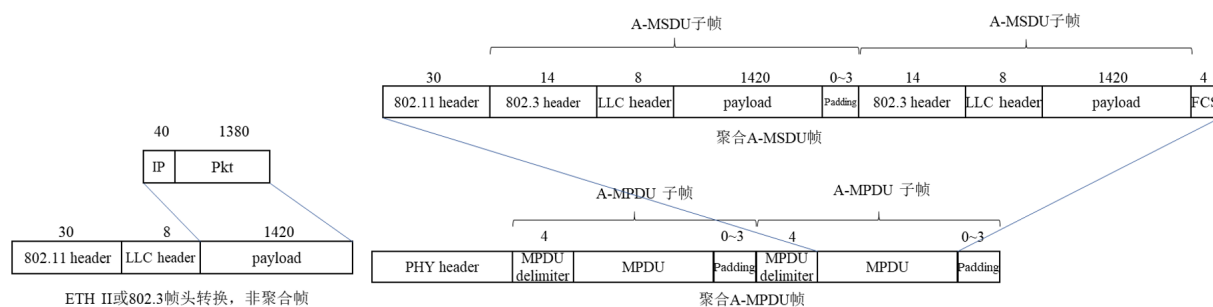 A-MSDU子帧 A-MSDU子帧
30 14 8 1420 0~3 14 8 1420 4
802.11 header 802.3 header LLC header payload Padding 802.3 header LLC header payload FCS
聚合A-MSDU帧
40 1380
IP Pkt
A-MPDU 子帧 A-MPDU 子帧
30 8 1420
4 0~3 4 0~3
802.11 header LLC header payload
PHY header MPDU delimiter MPDU Padding MPDU delimiter MPDU Padding
ETH II或802.3帧头转换，非聚合帧
聚合A-MPDU帧